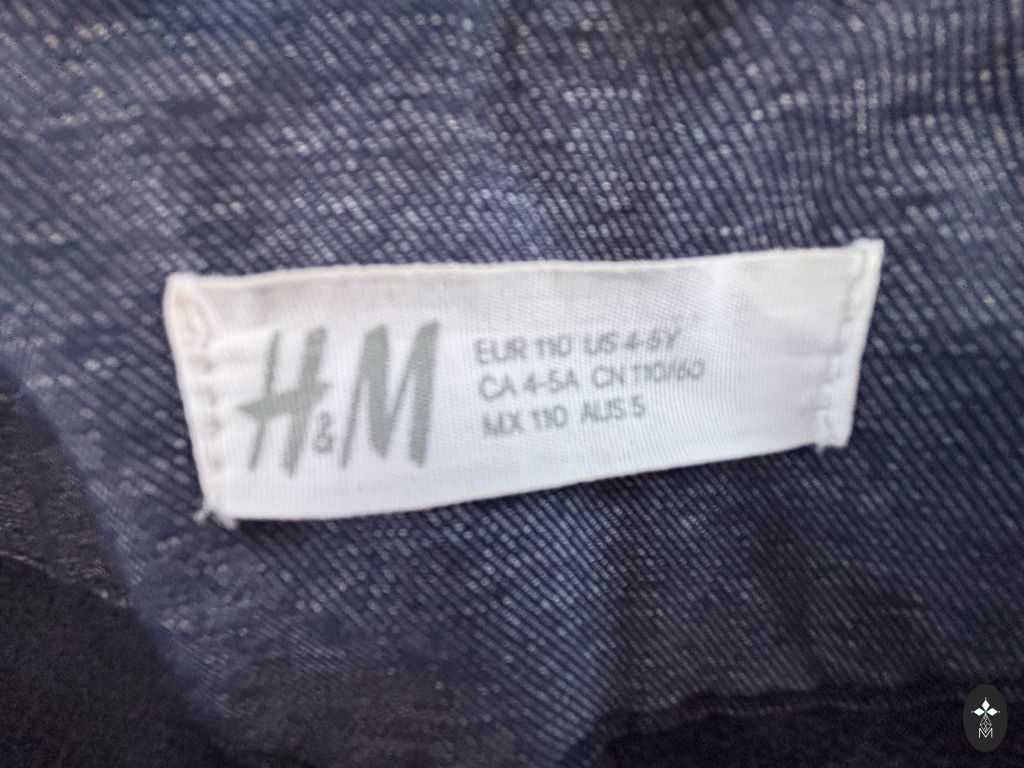 H&M
EUR 110 US 4-5Y
CA 4-5A CN 110/60
MX 110 AUS 5
M